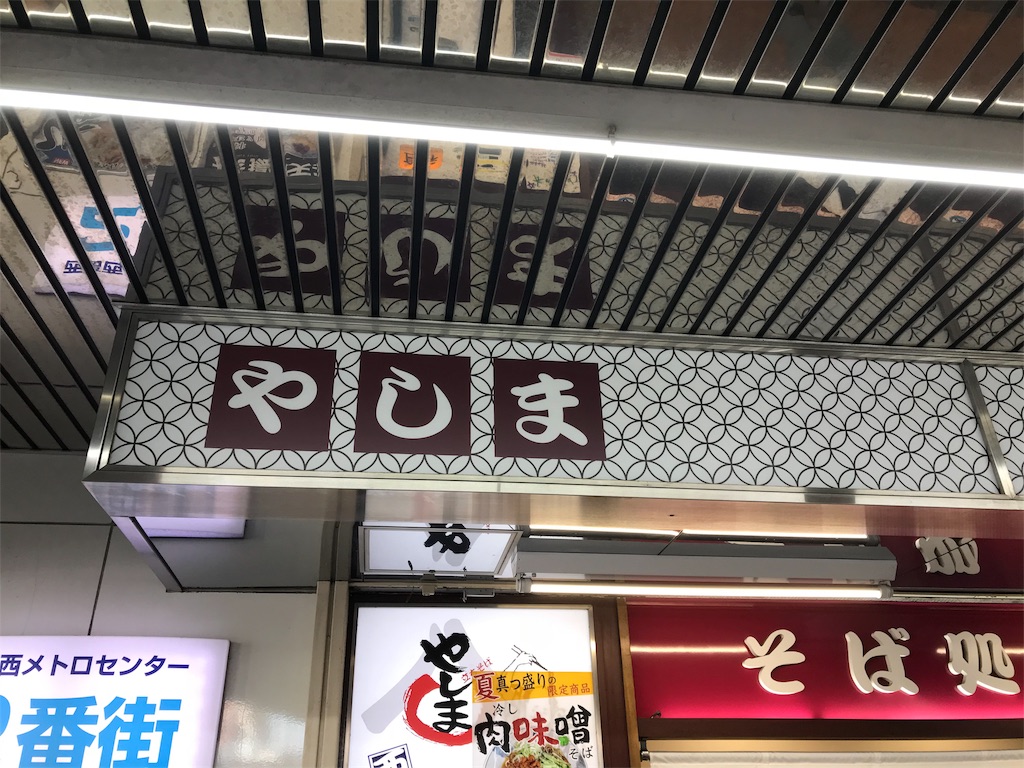 やしま
西メトロセンター
番街
やしま
夏真っ盛りの
限定商品
冷し
肉味噌
そば
そば処